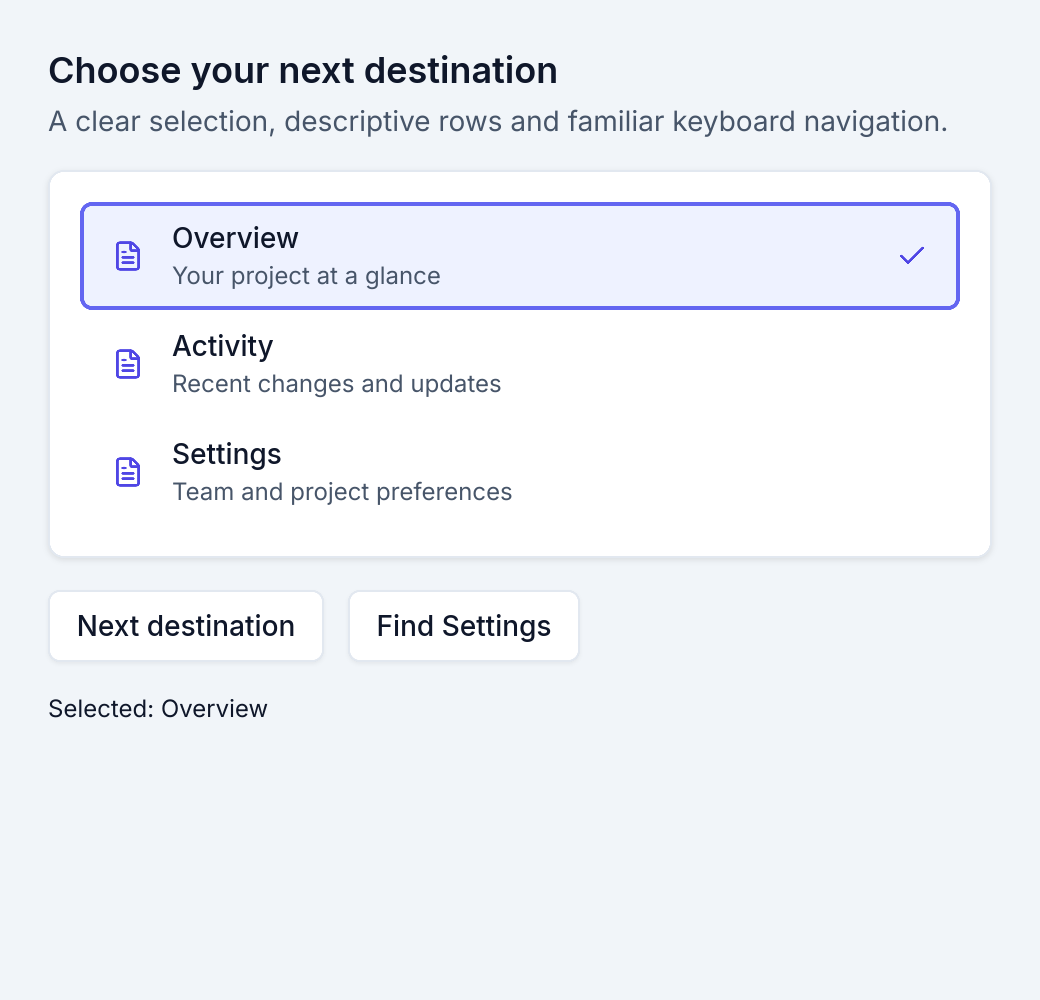 Choose your next destination
A clear selection, descriptive rows and familiar keyboard navigation.
Overview
Your project at a glance
Activity
Recent changes and updates
Settings
Team and project preferences
Next destination
Find Settings
Selected: Overview